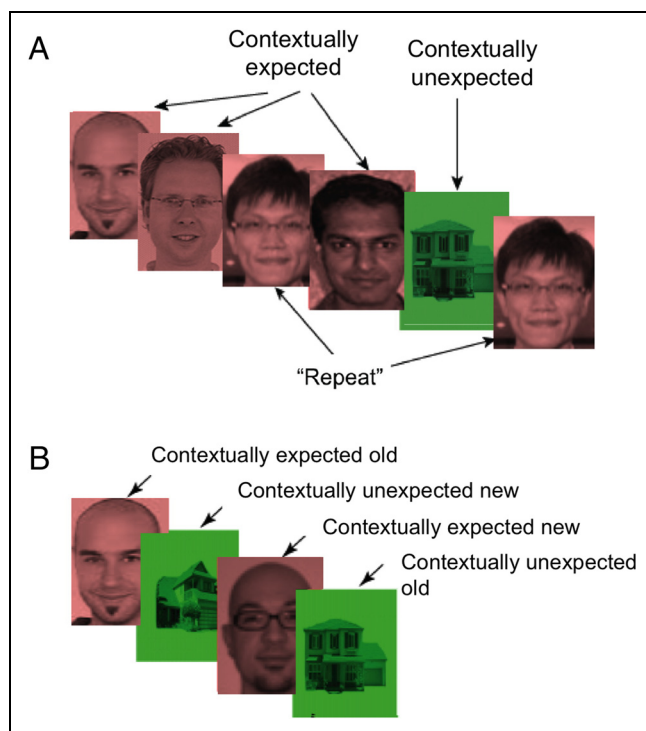 A
Contextually
expected
Contextually
unexpected
“Repeat”
B
Contextually expected old
Contextually unexpected new
Contextually expected new
Contextually unexpected
old